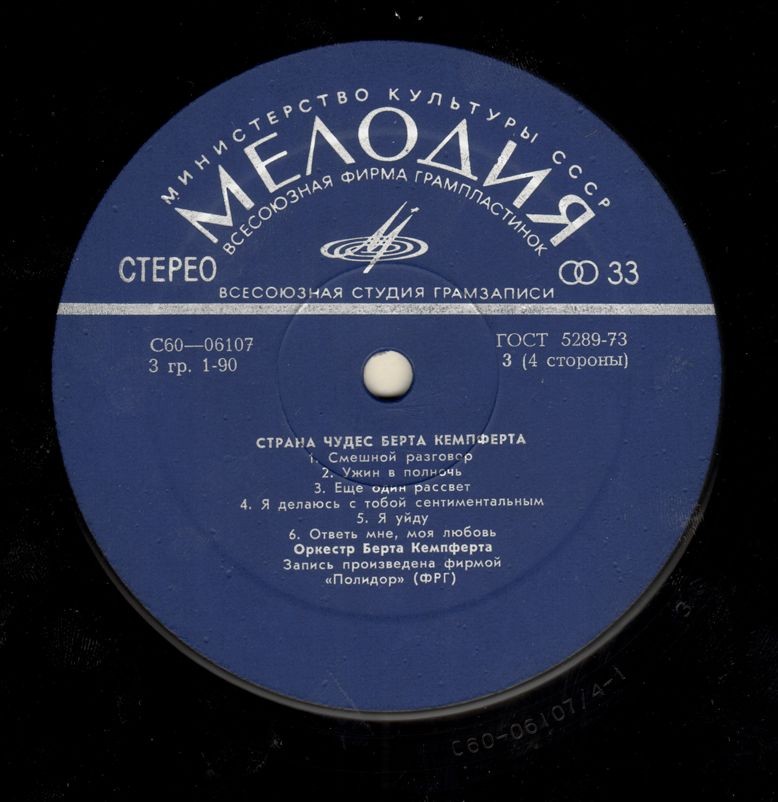 МИНИСТЕРСТВО КУЛЬТУРЫ СССР
МЕЛОДИЯ
ВСЕСОЮЗНАЯ ФИРМА ГРАМПЛАСТИНОК
СТЕРЕО
33
ВСЕСОЮЗНАЯ СТУДИЯ ГРАМЗАПИСИ
С60—06107
ГОСТ 5289-73
3 гр. 1-90
3 (4 стороны)
СТРАНА ЧУДЕС БЕРТА КЕМПФЕРТА
1. Смешной разговор
2. Ужин в полночь
3. Еще один рассвет
4. Я делаюсь с тобой сентиментальным
5. Я уйду
6. Ответь мне, моя любовь
Оркестр Берта Кемпферта
Запись произведена фирмой
«Полидор» (ФРГ)
С60-06107/4-1